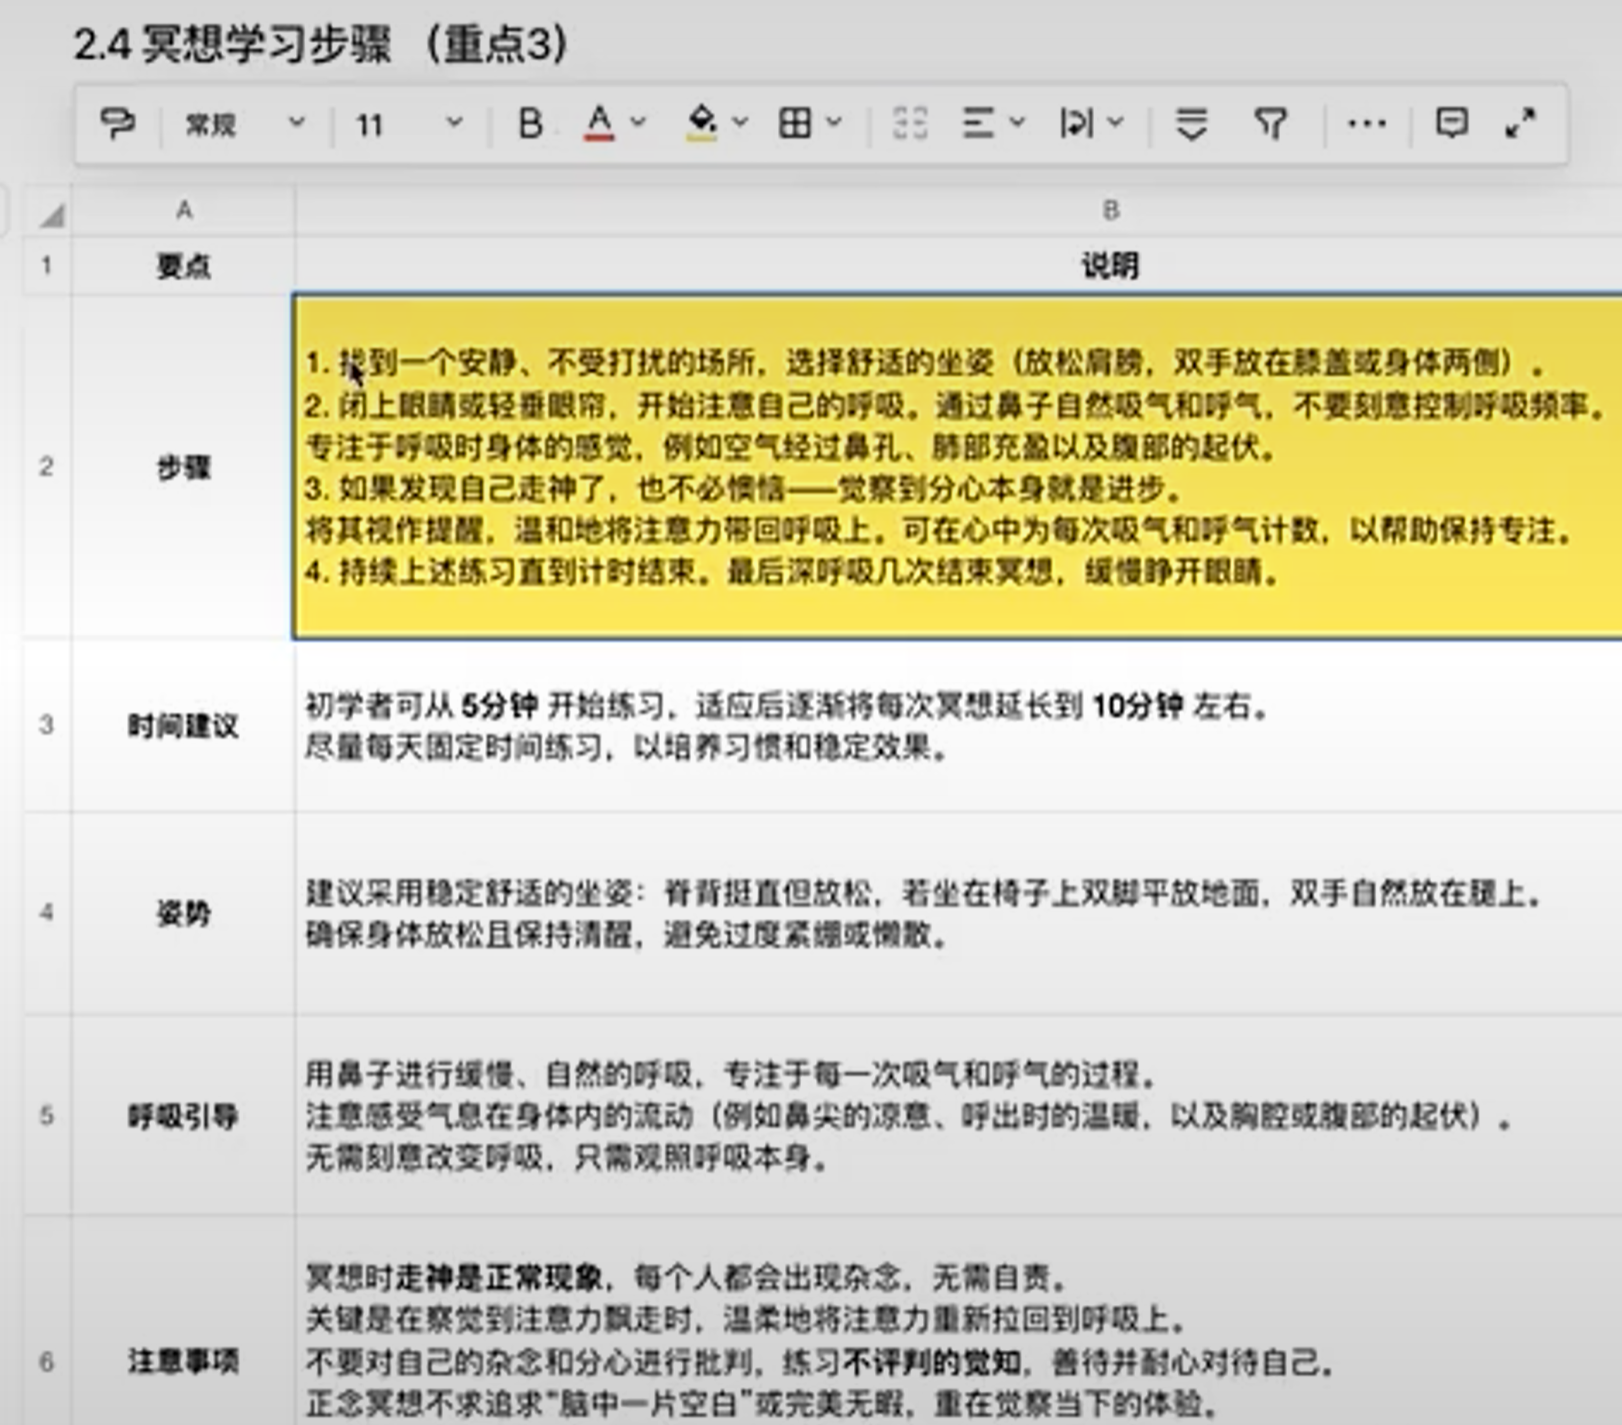 2.4 冥想学习步骤 （重点3）
常规 11 B A
A B
1 要点 说明
2 步骤
1. 找到一个安静、不受打扰的场所，选择舒适的坐姿（放松肩膀，双手放在膝盖或身体两侧）。
2. 闭上眼睛或轻垂眼帘，开始注意自己的呼吸。通过鼻子自然吸气和呼气，不要刻意控制呼吸频率。
专注于呼吸时身体的感觉，例如空气经过鼻孔、肺部充盈以及腹部的起伏。
3. 如果发现自己走神了，也不必懊恼——觉察到分心本身就是进步。
将其视作提醒，温和地将注意力带回呼吸上。可在心中为每次吸气和呼气计数，以帮助保持专注。
4. 持续上述练习直到计时结束。最后深呼吸几次结束冥想，缓慢睁开眼睛。
3 时间建议
初学者可从 5分钟 开始练习，适应后逐渐将每次冥想延长到 10分钟 左右。
尽量每天固定时间练习，以培养习惯和稳定效果。
4 姿势
建议采用稳定舒适的坐姿：脊背挺直但放松，若坐在椅子上双脚平放地面，双手自然放在腿上。
确保身体放松且保持清醒，避免过度紧绷或懒散。
5 呼吸引导
用鼻子进行缓慢、自然的呼吸，专注于每一次吸气和呼气的过程。
注意感受气息在身体内的流动（例如鼻尖的凉意、呼出时的温暖，以及胸腔或腹部的起伏）。
无需刻意改变呼吸，只需观照呼吸本身。
6 注意事项
冥想时走神是正常现象，每个人都会出现杂念，无需自责。
关键是在察觉到注意力飘走时，温柔地将注意力重新拉回到呼吸上。
不要对自己的杂念和分心进行批判，练习不评判的觉知，善待并耐心对待自己。
正念冥想不求追求“脑中一片空白”或完美无暇，重在觉察当下的体验。